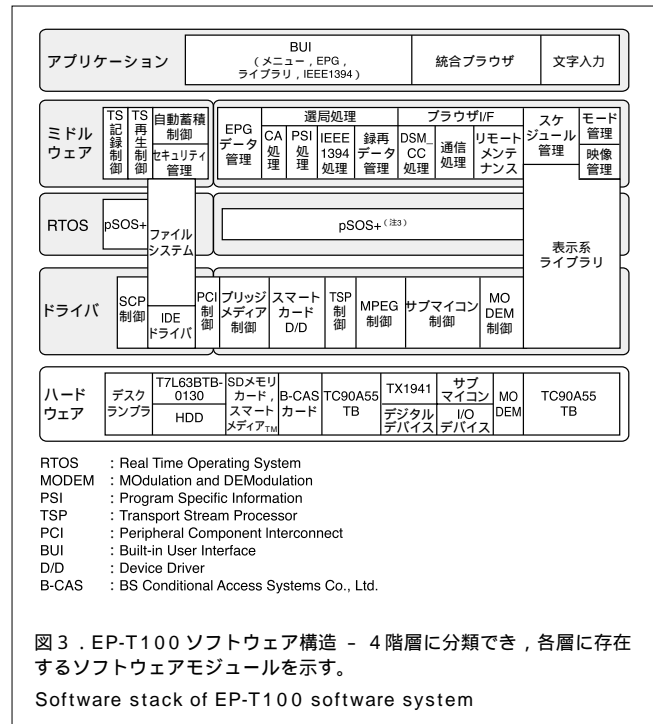 アプリケーション
BUI
(メニュー,EPG,
ライブラリ,IEEE1394)
統合ブラウザ
文字入力
ミドル
ウェア
TS
記録制御
TS
再生制御
自動蓄積
制御
セキュリティ
管理
EPG
データ
管理
選局処理
CA
処理
PSI
処理
IEEE
1394
処理
録再
データ
管理
ブラウザI/F
DSM_
CC
処理
通信
処理
リモート
メンテ
ナンス
スケ
ジュール
管理
モード
管理
映像
管理
RTOS
pSOS+
ファイル
システム
pSOS+(注3)
表示系
ライブラリ
ドライバ
SCP
制御
IDE
ドライバ
PCI
制御
ブリッジ
メディア
制御
スマート
カード
D/D
TSP
制御
MPEG
制御
サブマイコン
制御
MO
DEM
制御
ハード
ウェア
デスク
ランブラ
T7L63BTB-
0130
HDD
SDメモリ
カード,
スマート
メディアTM
B-CAS
カード
TC90A55
TB
TX1941
デジタル
デバイス
サブ
マイコン
I/O
デバイス
MO
DEM
TC90A55
TB
RTOS : Real Time Operating System
MODEM : MOdulation and DEModulation
PSI : Program Specific Information
TSP : Transport Stream Processor
PCI : Peripheral Component Interconnect
BUI : Built-in User Interface
D/D : Device Driver
B-CAS : BS Conditional Access Systems Co., Ltd.
図3.EP-T100 ソフトウェア構造 - 4階層に分類でき,各層に存在
するソフトウェアモジュールを示す。
Software stack of EP-T100 software system